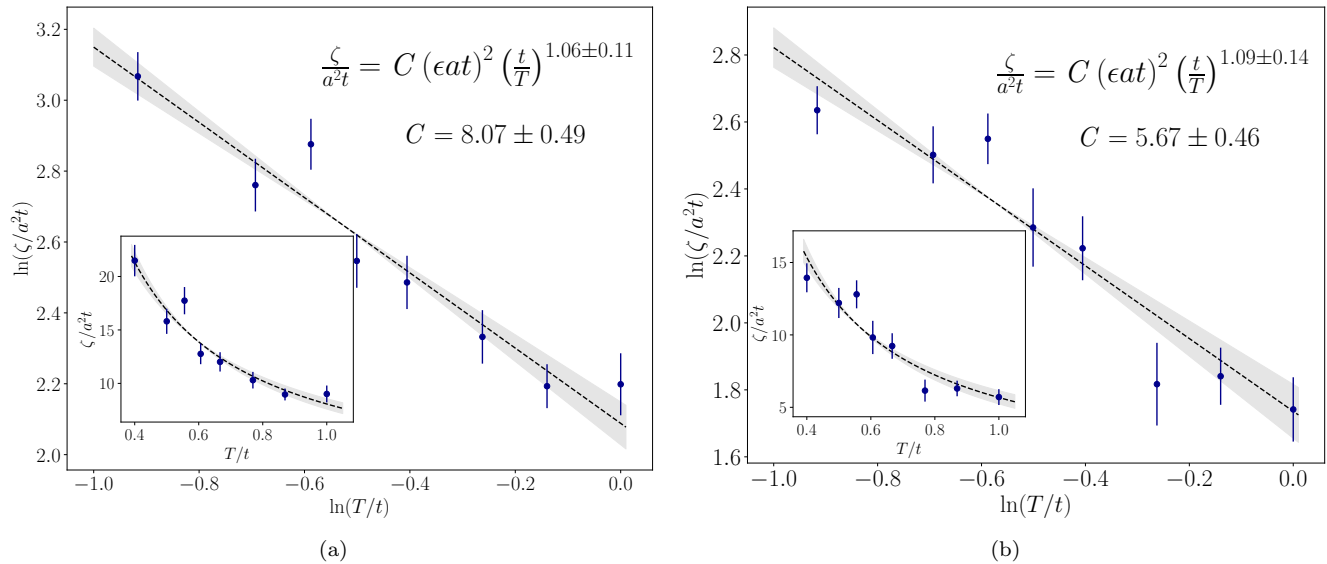 3.2
3.0
2.8
2.6
2.4
2.2
2.0
ln(ζ/a²t)
ζ/a²t = C (ϵat)² (t/T)^{1.06±0.11}
C = 8.07 ± 0.49
20
15
10
ζ/a²t
0.4 0.6 0.8 1.0
T/t
−1.0 −0.8 −0.6 −0.4 −0.2 0.0
ln(T/t)
(a)
2.8
2.6
2.4
2.2
2.0
1.8
1.6
ln(ζ/a²t)
ζ/a²t = C (ϵat)² (t/T)^{1.09±0.14}
C = 5.67 ± 0.46
15
10
5
ζ/a²t
0.4 0.6 0.8 1.0
T/t
−1.0 −0.8 −0.6 −0.4 −0.2 0.0
ln(T/t)
(b)